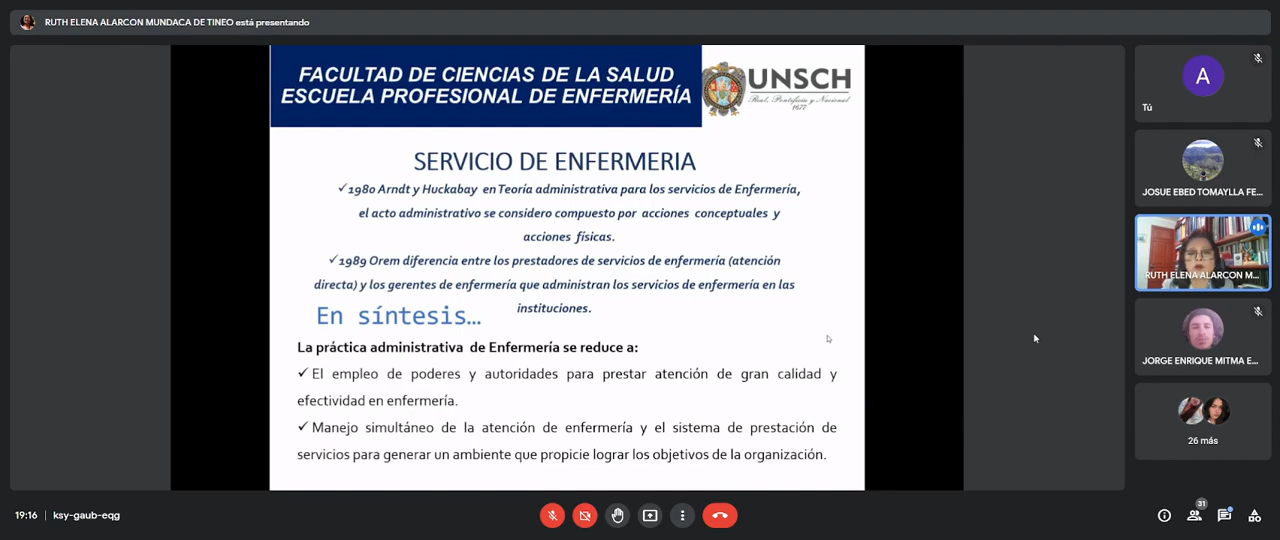 RUTH ELENA ALARCON MUNDACA DE TINEO está presentando
FACULTAD DE CIENCIAS DE LA SALUD
ESCUELA PROFESIONAL DE ENFERMERÍA
UNSCH
Real, Pontificia y Nacional
1677
SERVICIO DE ENFERMERIA
✓1980 Arndt y Huckabay en Teoría administrativa para los servicios de Enfermería,
el acto administrativo se considero compuesto por acciones conceptuales y
acciones físicas.
✓1989 Orem diferencia entre los prestadores de servicios de enfermería (atención
directa) y los gerentes de enfermería que administran los servicios de enfermería en las
instituciones.
En síntesis…
La práctica administrativa de Enfermería se reduce a:
✓ El empleo de poderes y autoridades para prestar atención de gran calidad y
efectividad en enfermería.
✓ Manejo simultáneo de la atención de enfermería y el sistema de prestación de
servicios para generar un ambiente que propicie lograr los objetivos de la organización.
A
Tú
JOSUE EBED TOMAYLLA FE...
RUTH ELENA ALARCON M...
JORGE ENRIQUE MITMA E...
26 más
19:16 | ksy-gaub-eqg
31